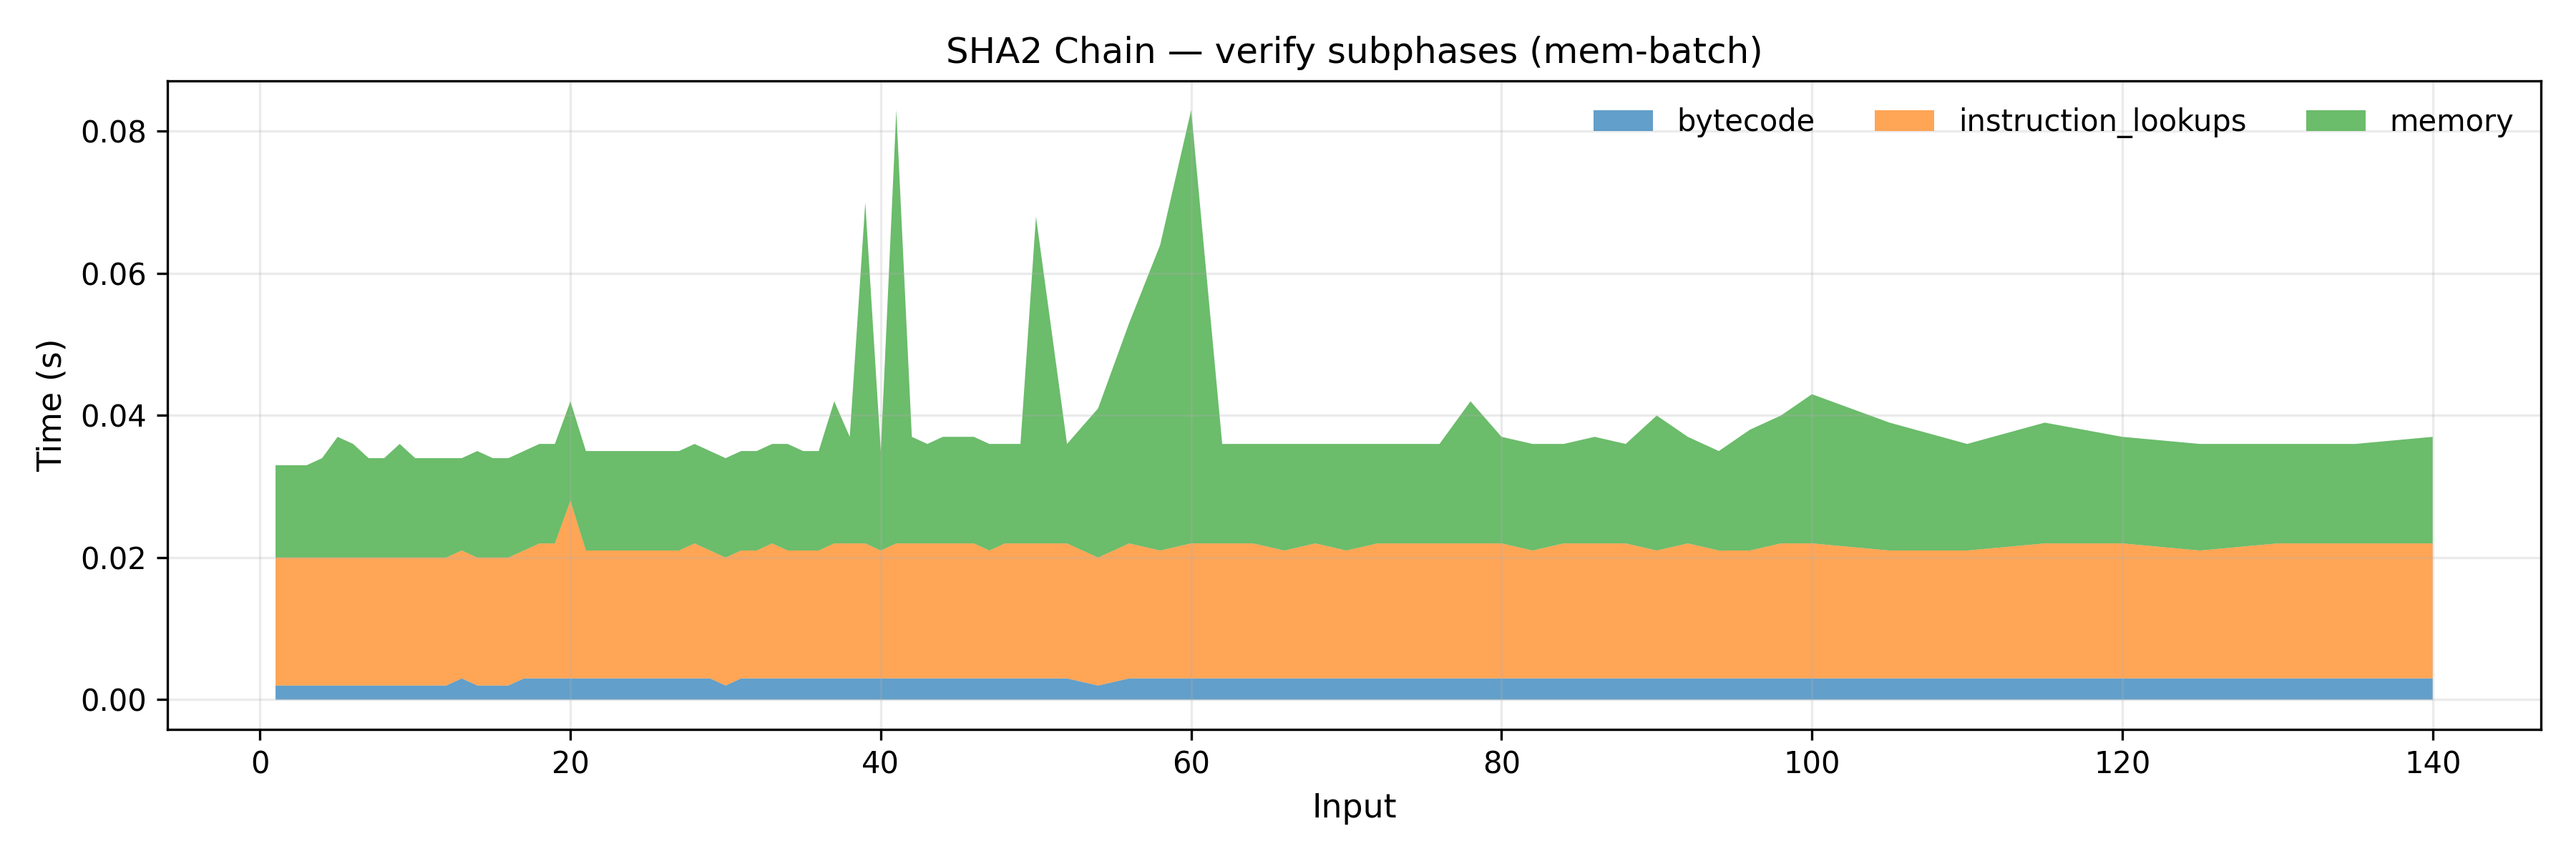 SHA2 Chain — verify subphases (mem-batch)
bytecode instruction_lookups memory
0.08
0.06
0.04
0.02
0.00
Time (s)
0 20 40 60 80 100 120 140
Input